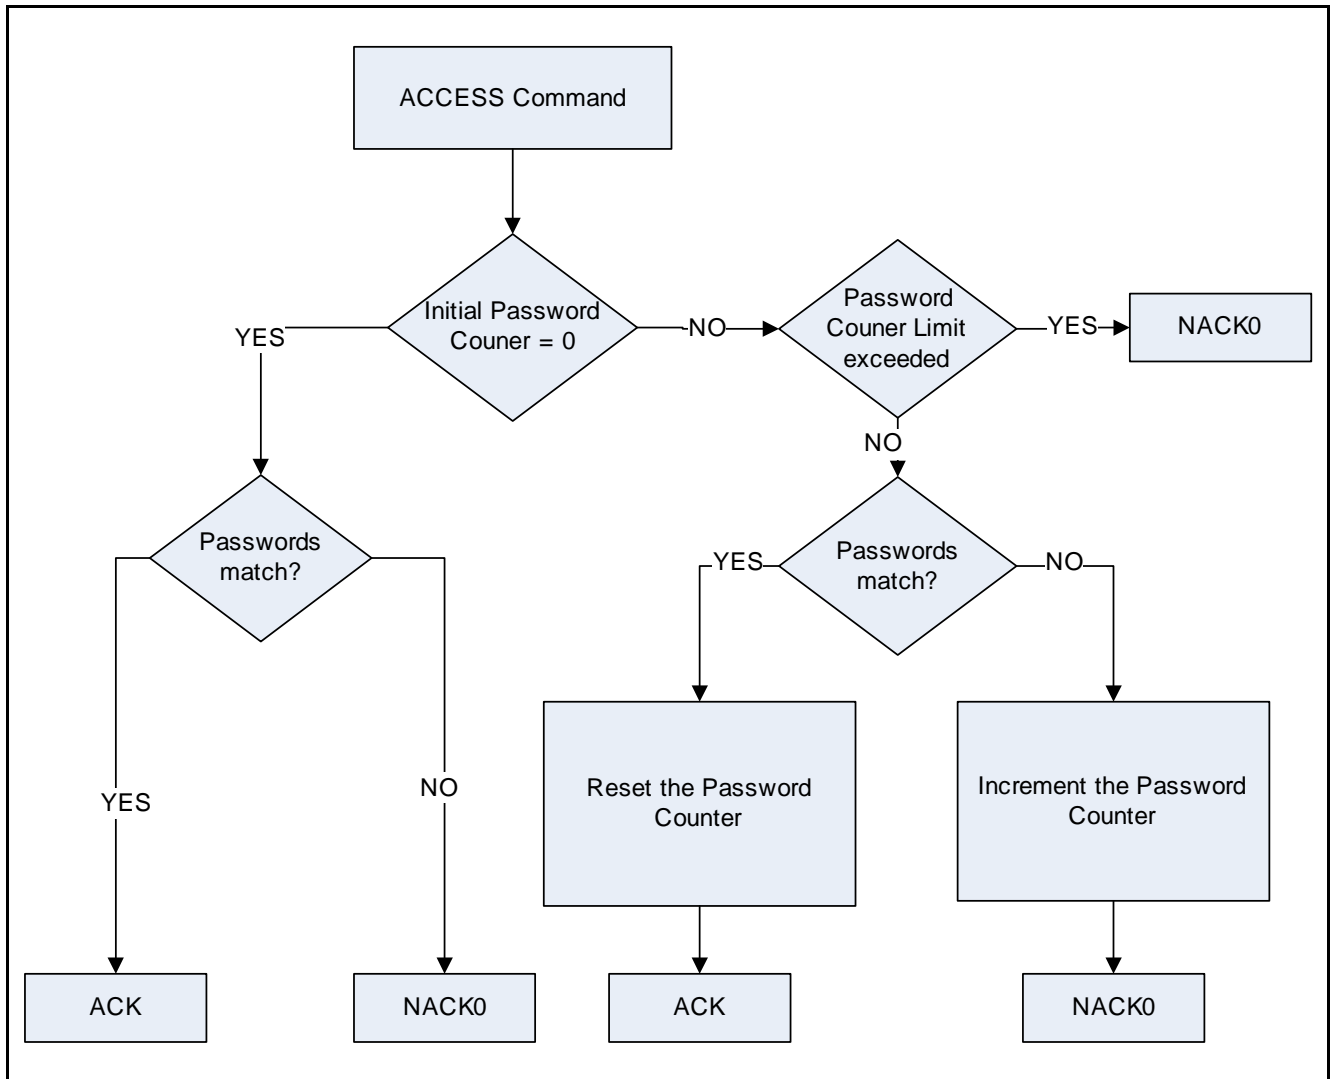 ACCESS Command
Initial Password
Couner = 0
YES
NO
Password
Couner Limit
exceeded
YES
NACK0
NO
Passwords
match?
YES
NO
Passwords
match?
YES
NO
Reset the Password
Counter
Increment the Password
Counter
ACK
NACK0
ACK
NACK0